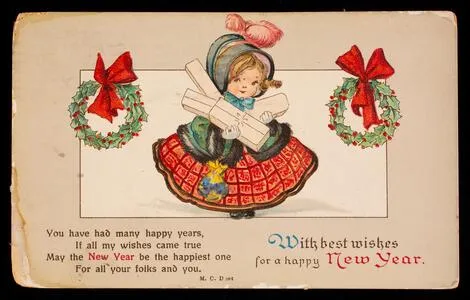 You have had many happy years,
If all my wishes came true
May the New Year be the happiest one
For all your folks and you.
M. C. D
With best wishes
for a happy New Year.